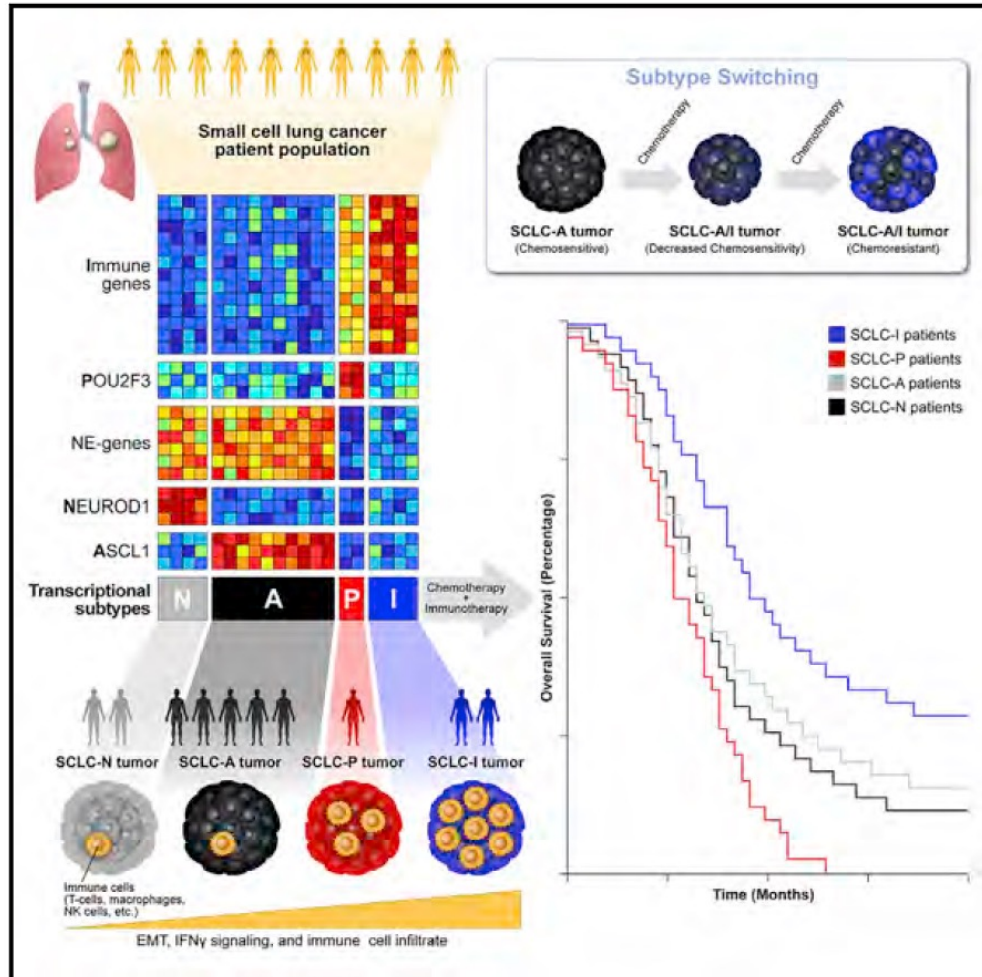 Small cell lung cancer
patient population
Immune
genes
POU2F3
NE-genes
NEUROD1
ASCL1
Transcriptional
subtypes
N
A
P
I
Chemotherapy
+
Immunotherapy
SCLC-N tumor
SCLC-A tumor
SCLC-P tumor
SCLC-I tumor
Immune cells
(T-cells, macrophages,
NK cells, etc.)
EMT, IFNγ signaling, and immune cell infiltrate
Subtype Switching
Chemotherapy
Chemotherapy
SCLC-A tumor
(Chemosensitive)
SCLC-A/I tumor
(Decreased Chemosensitivity)
SCLC-A/I tumor
(Chemoresistant)
SCLC-I patients
SCLC-P patients
SCLC-A patients
SCLC-N patients
Overall Survival (Percentage)
Time (Months)